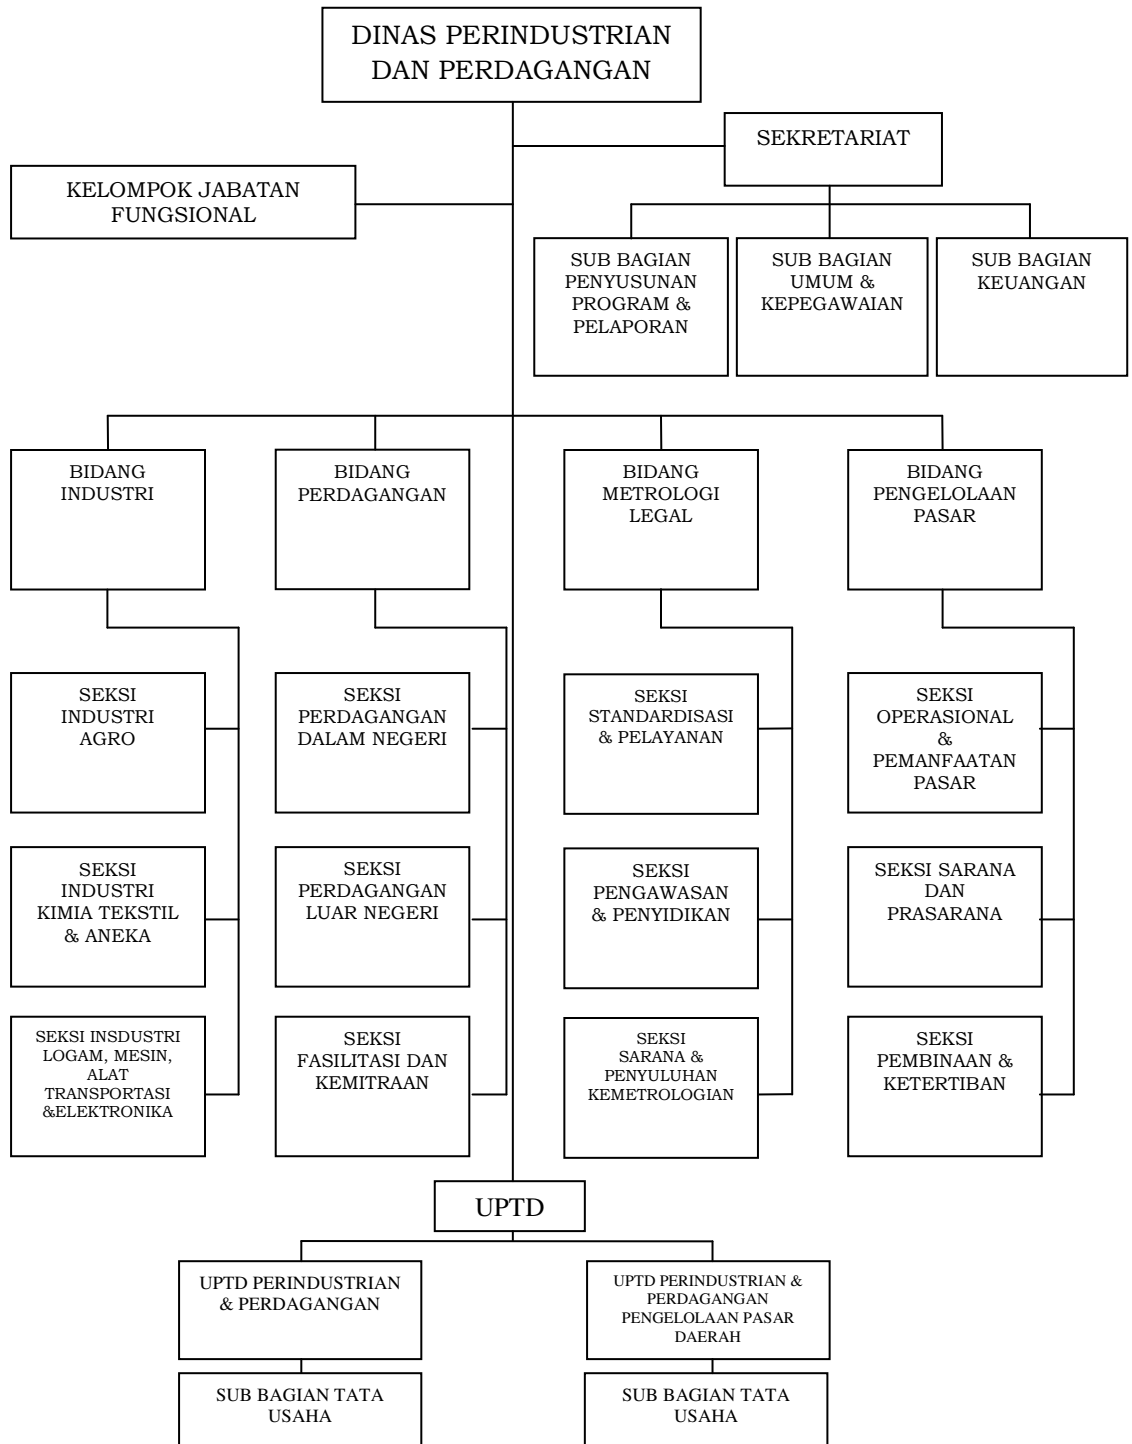 DINAS PERINDUSTRIAN
DAN PERDAGANGAN
SEKRETARIAT
KELOMPOK JABATAN
FUNGSIONAL
SUB BAGIAN
PENYUSUNAN
PROGRAM &
PELAPORAN
SUB BAGIAN
UMUM &
KEPEGAWAIAN
SUB BAGIAN
KEUANGAN
BIDANG
INDUSTRI
BIDANG
PERDAGANGAN
BIDANG
METROLOGI
LEGAL
BIDANG
PENGELOLAAN
PASAR
SEKSI
INDUSTRI
AGRO
SEKSI
PERDAGANGAN
DALAM NEGERI
SEKSI
STANDARDISASI
& PELAYANAN
SEKSI
OPERASIONAL
&
PEMANFAATAN
PASAR
SEKSI
INDUSTRI
KIMIA TEKSTIL
& ANEKA
SEKSI
PERDAGANGAN
LUAR NEGERI
SEKSI
PENGAWASAN
& PENYIDIKAN
SEKSI SARANA
DAN
PRASARANA
SEKSI INSDUSTRI
LOGAM, MESIN,
ALAT
TRANSPORTASI
&ELEKTRONIKA
SEKSI
FASILITASI DAN
KEMITRAAN
SEKSI
SARANA &
PENYULUHAN
KEMETROLOGIAN
SEKSI
PEMBINAAN &
KETERTIBAN
UPTD
UPTD PERINDUSTRIAN
& PERDAGANGAN
UPTD PERINDUSTRIAN &
PERDAGANGAN
PENGELOLAAN PASAR
DAERAH
SUB BAGIAN TATA
USAHA
SUB BAGIAN TATA
USAHA